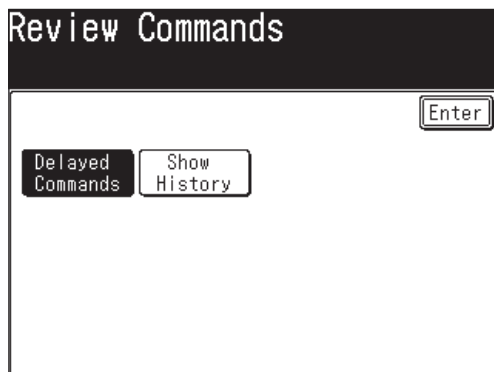 Review Commands
Enter
Delayed
Commands
Show
History